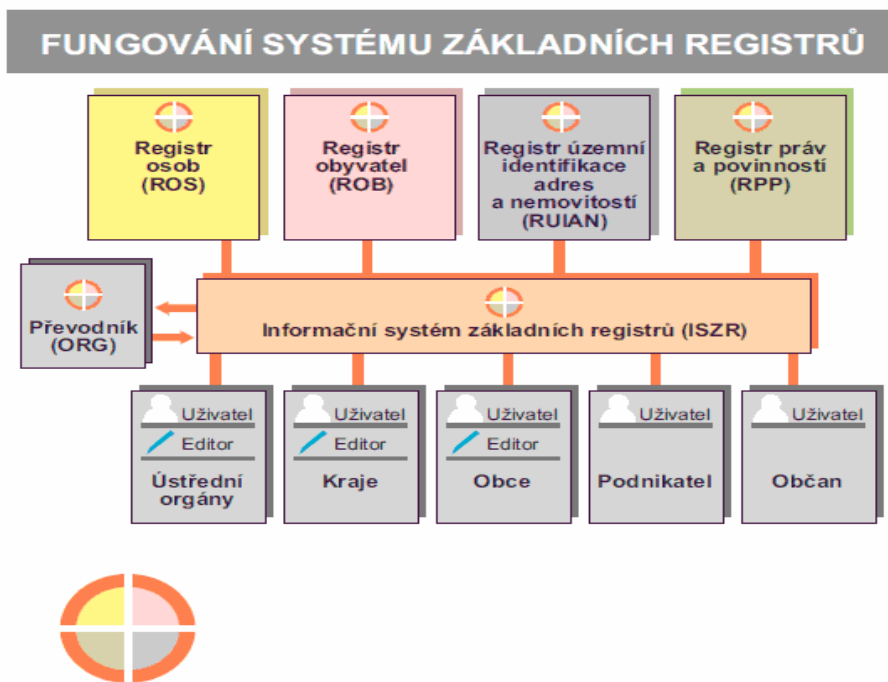 FUNGOVÁNÍ SYSTÉMU ZÁKLADNÍCH REGISTRŮ
Registr
osob
(ROS)
Registr
obyvatel
(ROB)
Registr územní
identifikace
adres
a nemovitostí
(RUIAN)
Registr práv
a povinností
(RPP)
Převodník
(ORG)
Informační systém základních registrů (ISZR)
Uživatel
Editor
Ústřední
orgány
Uživatel
Editor
Kraje
Uživatel
Editor
Obce
Uživatel
Podnikatel
Uživatel
Občan